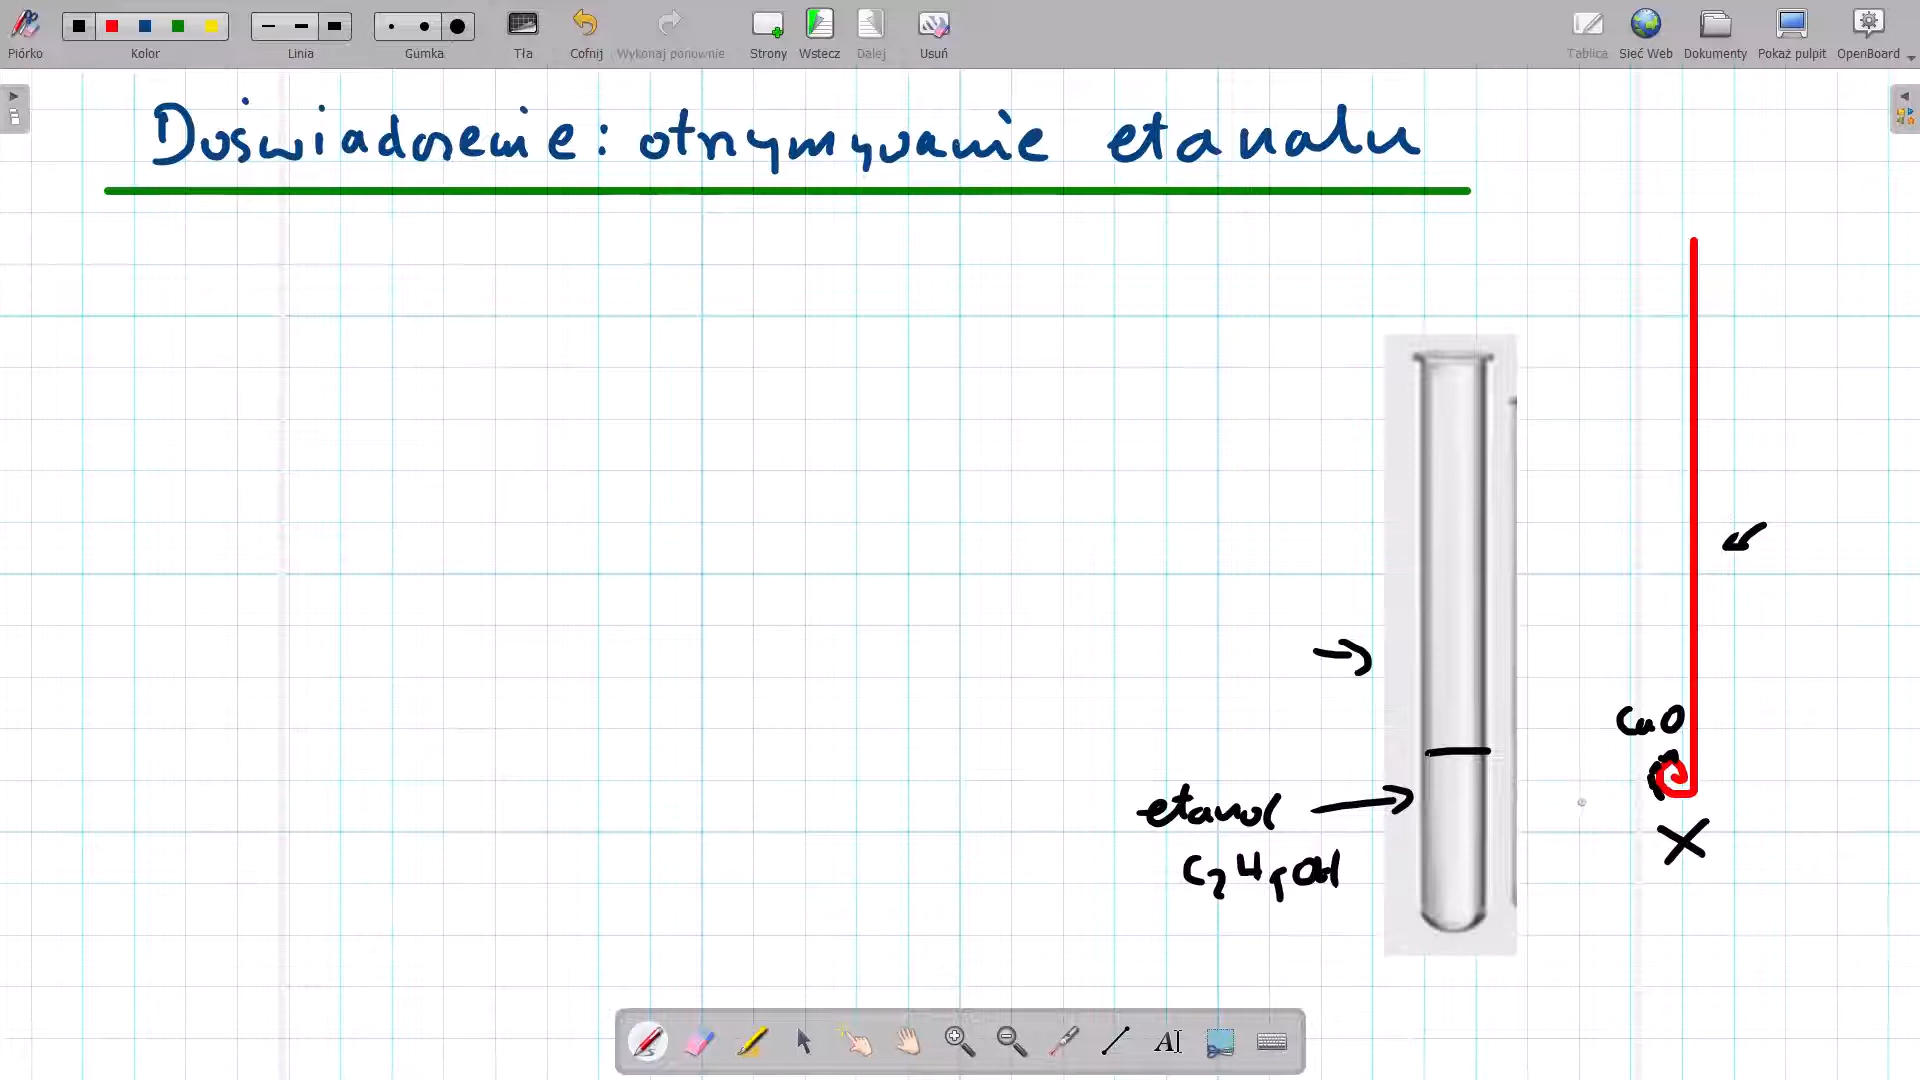 Piórko
Kolor
Linia
Gumka
Tła
Cofnij
Wykonaj ponownie
Strony
Wstecz
Dalej
Usuń
Tablica
Sieć Web
Dokumenty
Pokaż pulpit
OpenBoard
Doświadczenie: otrzymywanie etanalu
CuO
etanol
C2H5OH
X